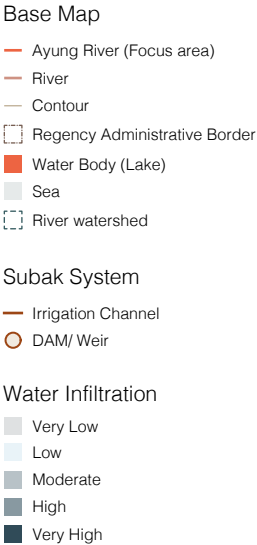 Base Map
Ayung River (Focus area)
River
Contour
Regency Administrative Border
Water Body (Lake)
Sea
River watershed
Subak System
Irrigation Channel
DAM/ Weir
Water Infiltration
Very Low
Low
Moderate
High
Very High